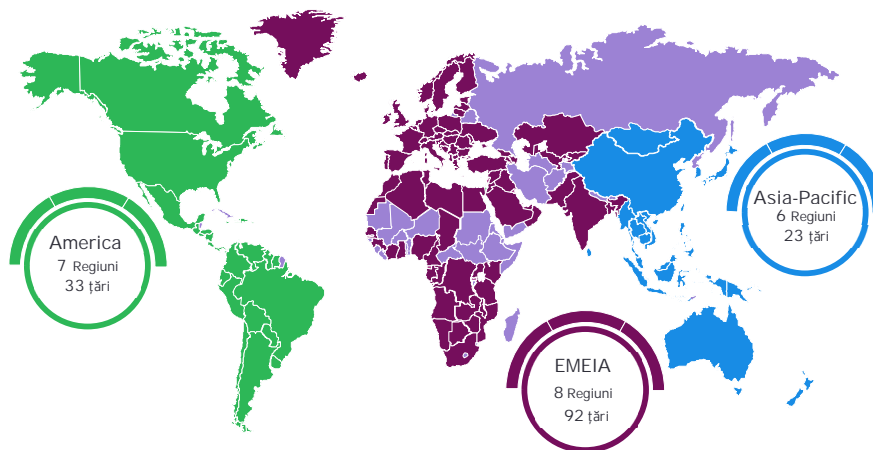 America
7 Regiuni
33 țări
Asia-Pacific
6 Regiuni
23 țări
EMEIA
8 Regiuni
92 țări